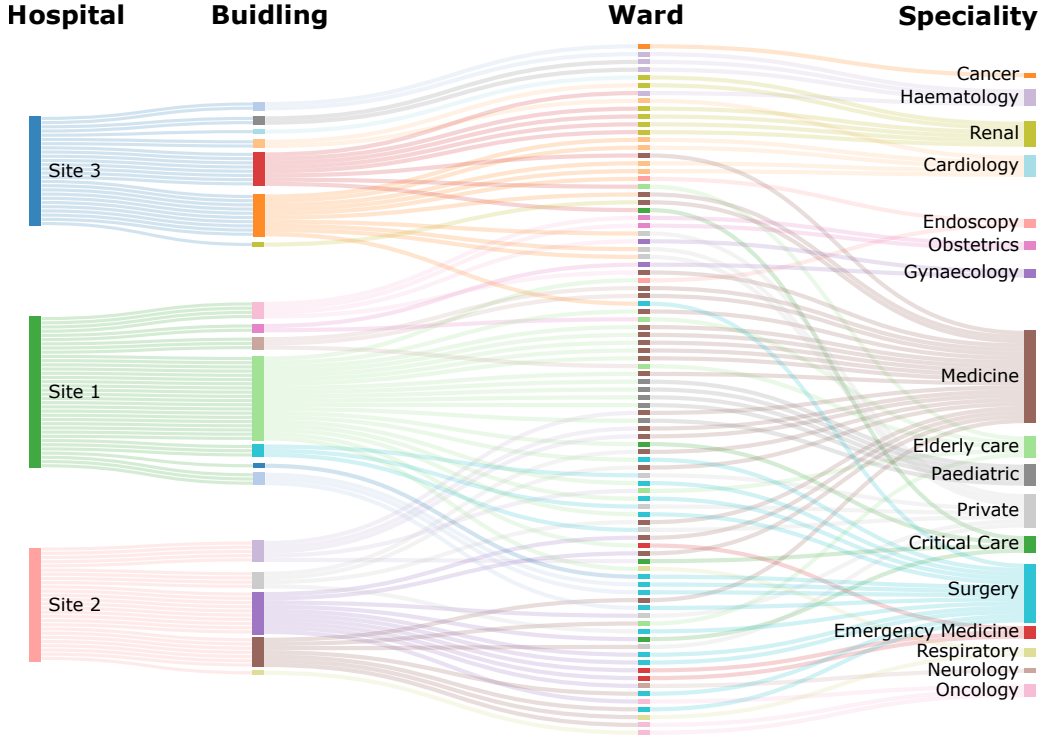 Hospital Buidling Ward Speciality
Cancer
Haematology
Renal
Cardiology
Site 3
Endoscopy
Obstetrics
Gynaecology
Medicine
Site 1
Elderly care
Paediatric
Private
Critical Care
Surgery
Site 2
Emergency Medicine
Respiratory
Neurology
Oncology